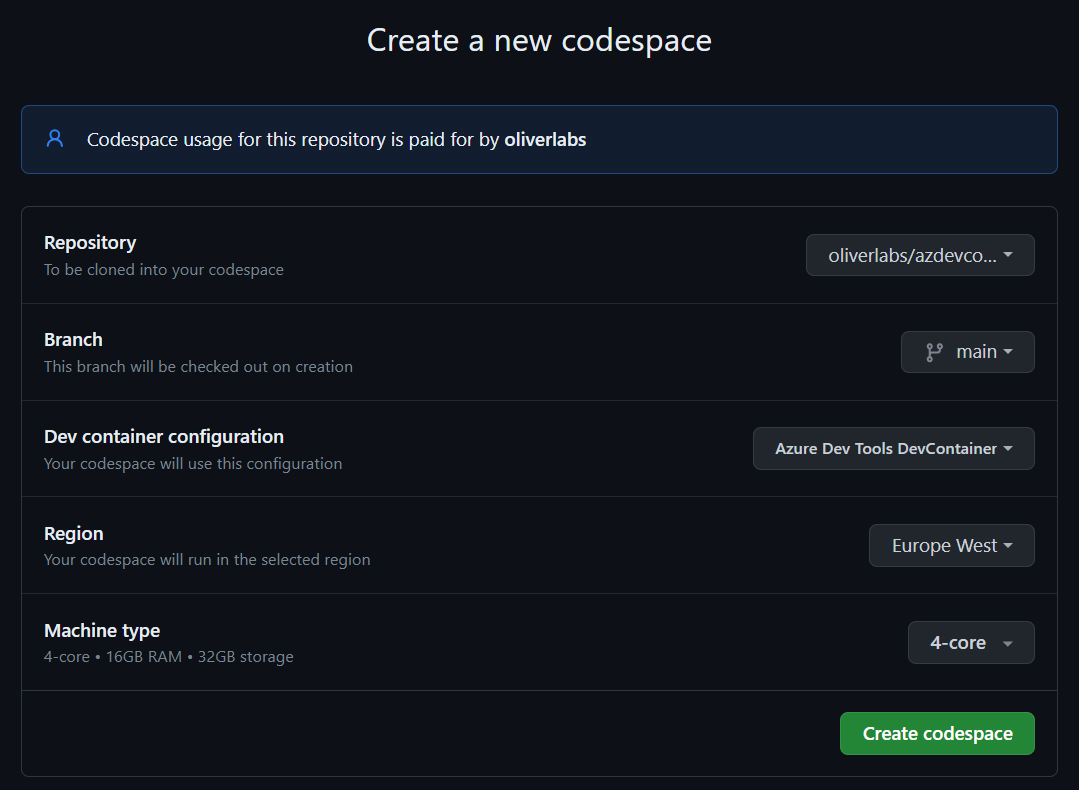 Create a new codespace
Codespace usage for this repository is paid for by oliverlabs
Repository
To be cloned into your codespace
oliverlabs/azdevco...
Branch
This branch will be checked out on creation
main
Dev container configuration
Your codespace will use this configuration
Azure Dev Tools DevContainer
Region
Your codespace will run in the selected region
Europe West
Machine type
4-core • 16GB RAM • 32GB storage
4-core
Create codespace